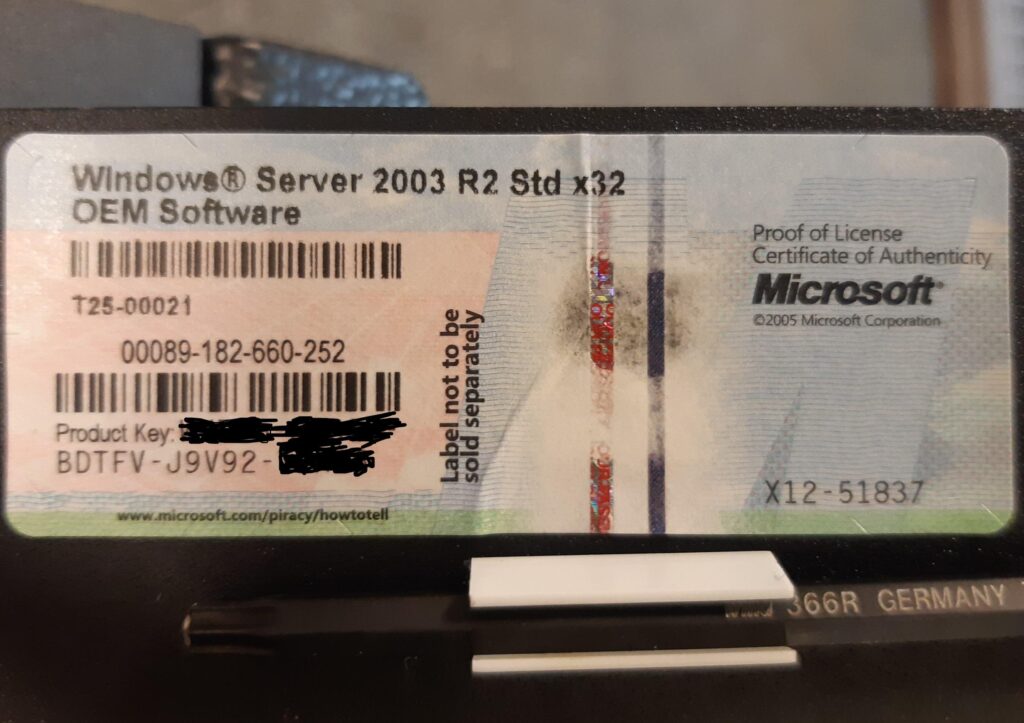 Windows® Server 2003 R2 Std x32
OEM Software
T25-00021
00089-182-660-252
Product Key:
BDTFV-J9V92-
www.microsoft.com/piracy/howtotell
Label not to be
sold separately
Proof of License
Certificate of Authenticity
Microsoft®
©2005 Microsoft Corporation
X12-51837
366R GERMANY